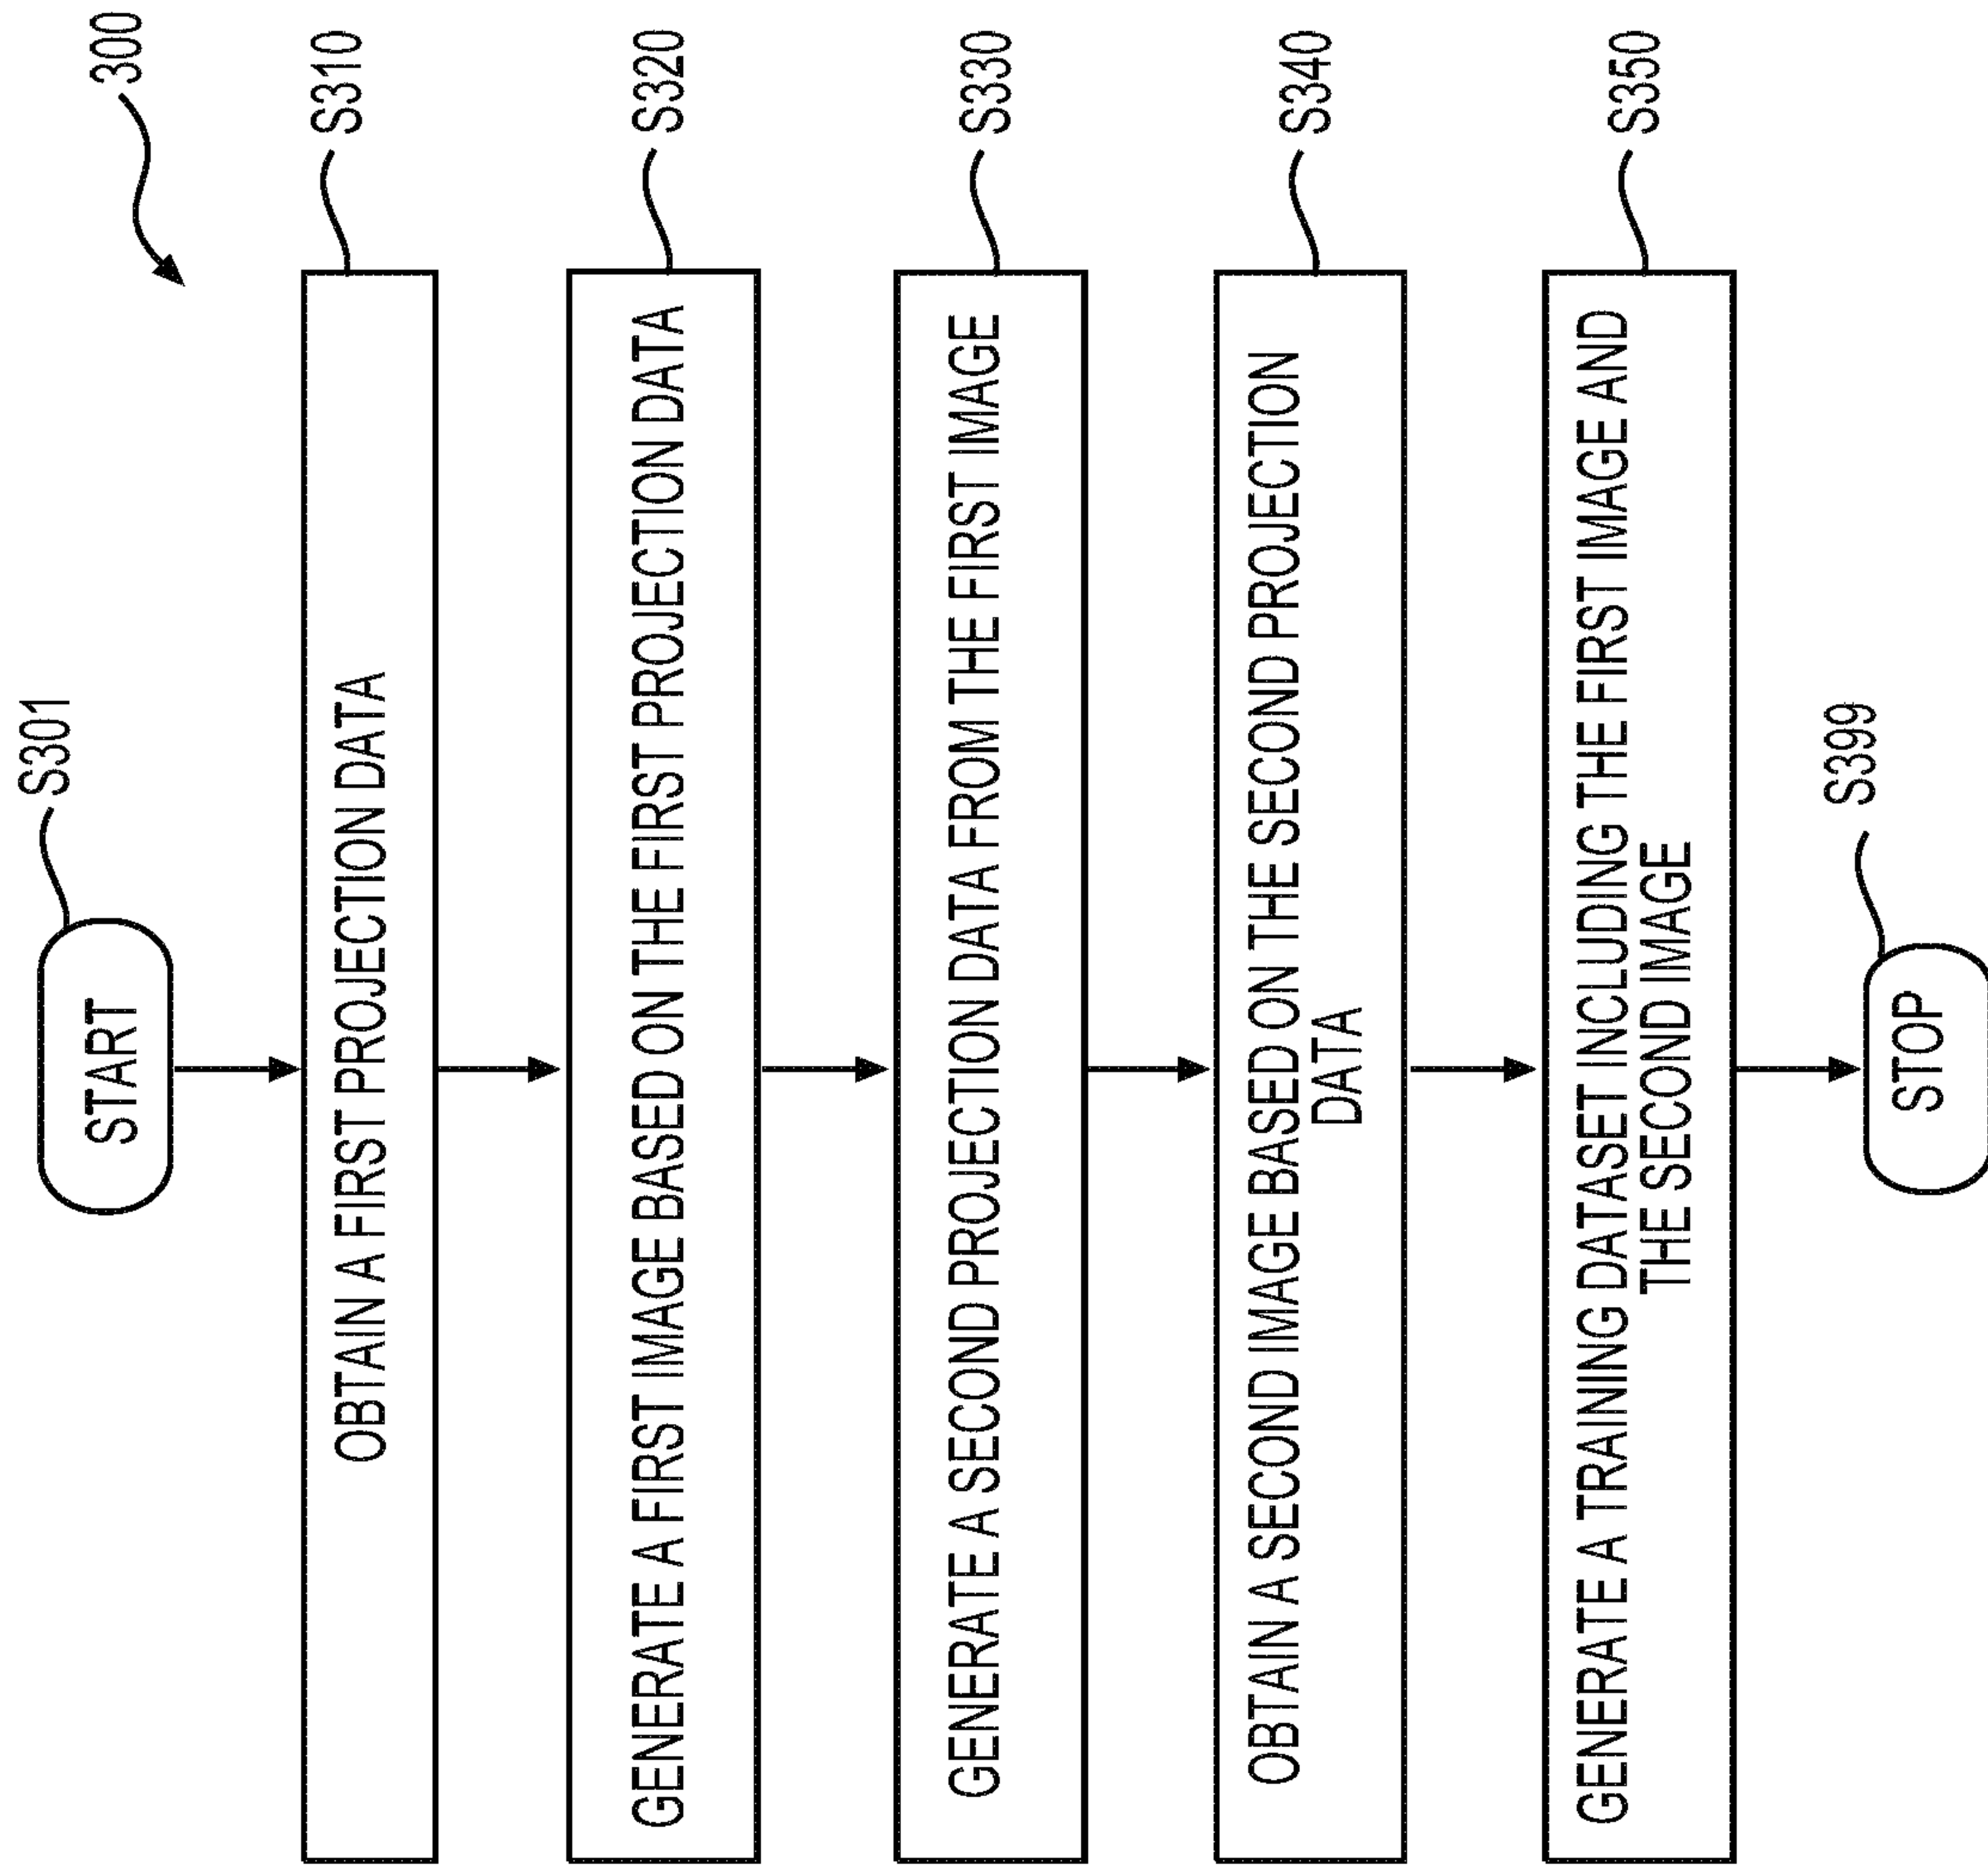 300
START
S301
OBTAIN A FIRST PROJECTION DATA
S310
GENERATE A FIRST IMAGE BASED ON THE FIRST PROJECTION DATA
S320
GENERATE A SECOND PROJECTION DATA FROM THE FIRST IMAGE
S330
OBTAIN A SECOND IMAGE BASED ON THE SECOND PROJECTION
DATA
S340
GENERATE A TRAINING DATASET INCLUDING THE FIRST IMAGE AND
THE SECOND IMAGE
S350
STOP
S399